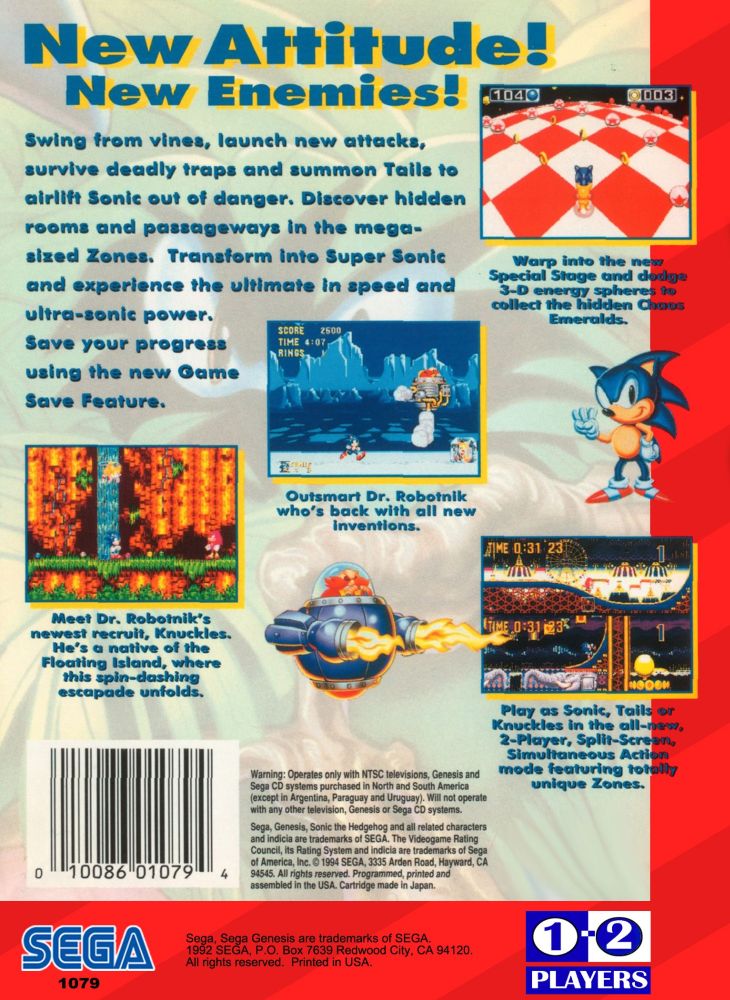 New Attitude!
New Enemies!
Swing from vines, launch new attacks,
survive deadly traps and summon Tails to
airlift Sonic out of danger. Discover hidden
rooms and passageways in the mega-
sized Zones. Transform into Super Sonic
and experience the ultimate in speed and
ultra-sonic power.
Save your progress
using the new Game
Save Feature.
104
003
Warp into the new
Special Stage and dodge
3-D energy spheres to
collect the hidden Chaos
Emeralds.
SCORE 2600
TIME 4:07
RINGS
Outsmart Dr. Robotnik
who's back with all new
inventions.
Meet Dr. Robotnik's
newest recruit, Knuckles.
He's a native of the
Floating Island, where
this spin-dashing
escapade unfolds.
TIME 0:31 23
1
TIME 0:31 23
1
Play as Sonic, Tails or
Knuckles in the all-new,
2-Player, Split-Screen,
Simultaneous Action
mode featuring totally
unique Zones.
Warning: Operates only with NTSC televisions, Genesis and
Sega CD systems purchased in North and South America
(except in Argentina, Paraguay and Uruguay). Will not operate
with any other television, Genesis or Sega CD systems.
Sega, Genesis, Sonic the Hedgehog and all related characters
and indicia are trademarks of SEGA. The Videogame Rating
Council, its Rating System and indicia are trademarks of Sega
of America, Inc. © 1994 SEGA, 3335 Arden Road, Hayward, CA
94545. All rights reserved. Programmed, printed and
assembled in the USA. Cartridge made in Japan.
0 10086 01079 4
SEGA
1079
Sega, Sega Genesis are trademarks of SEGA.
1992 SEGA, P.O. Box 7639 Redwood City, CA 94120.
All rights reserved. Printed in USA.
1-2
PLAYERS